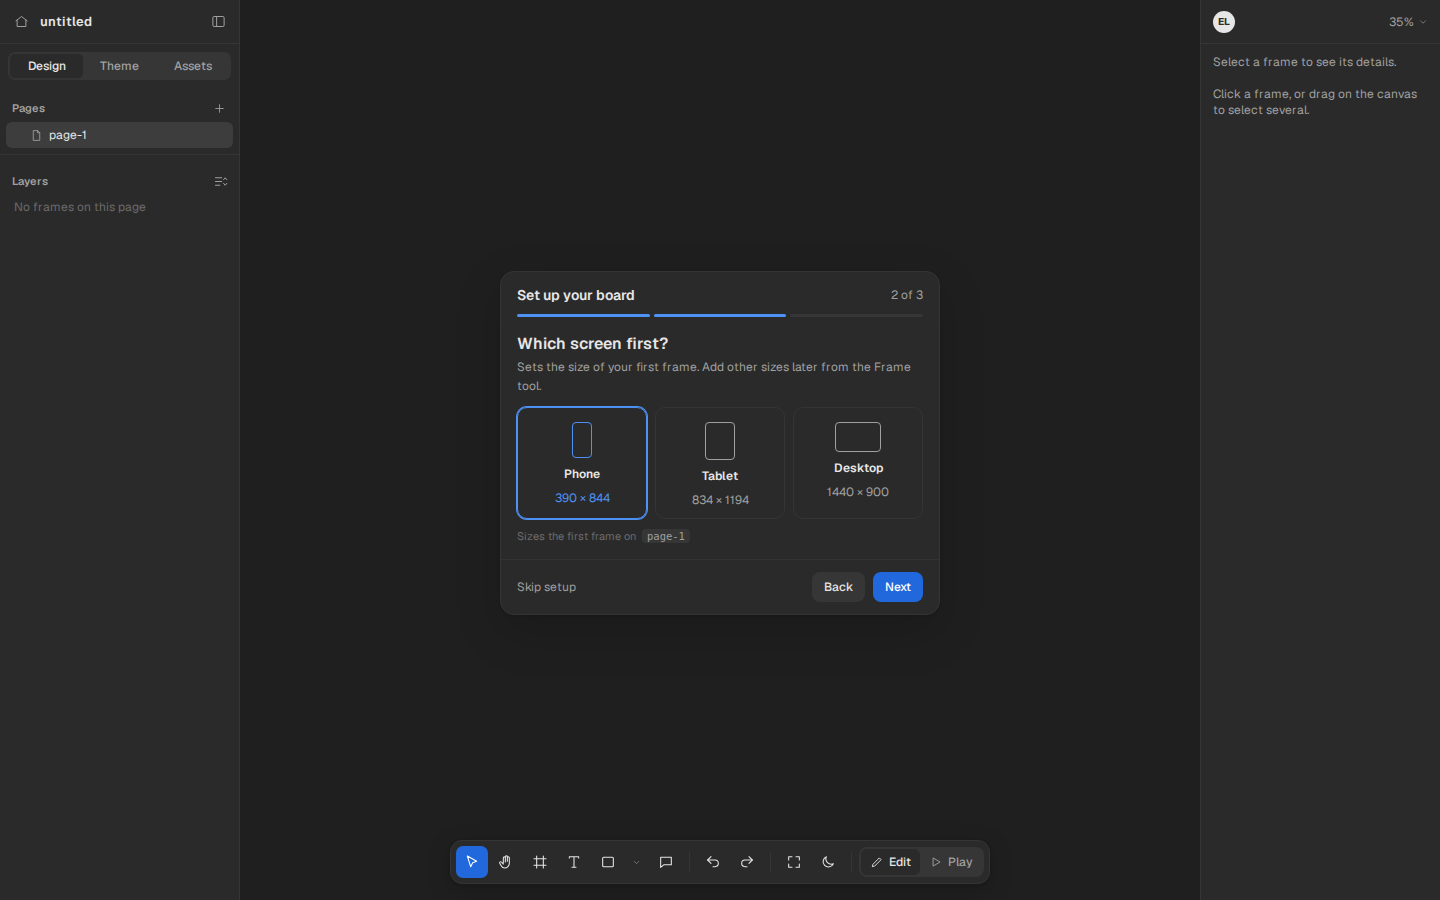 untitled
EL
35%
Design
Theme
Assets
Select a frame to see its details.
Click a frame, or drag on the canvas
to select several.
Pages
page-1
Layers
No frames on this page
Set up your board
2 of 3
Which screen first?
Sets the size of your first frame. Add other sizes later from the Frame
tool.
Phone
390 × 844
Tablet
834 × 1194
Desktop
1440 × 900
Sizes the first frame on page-1
Skip setup
Back
Next
Edit
Play